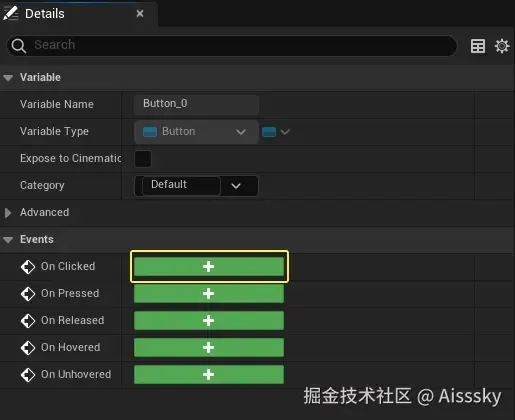 Details
Search
Variable
Variable Name Button_0
Variable Type Button
Expose to Cinematic
Category Default
Advanced
Events
On Clicked
On Pressed
On Released
On Hovered
On Unhovered
掘金技术社区 @ Aisssky